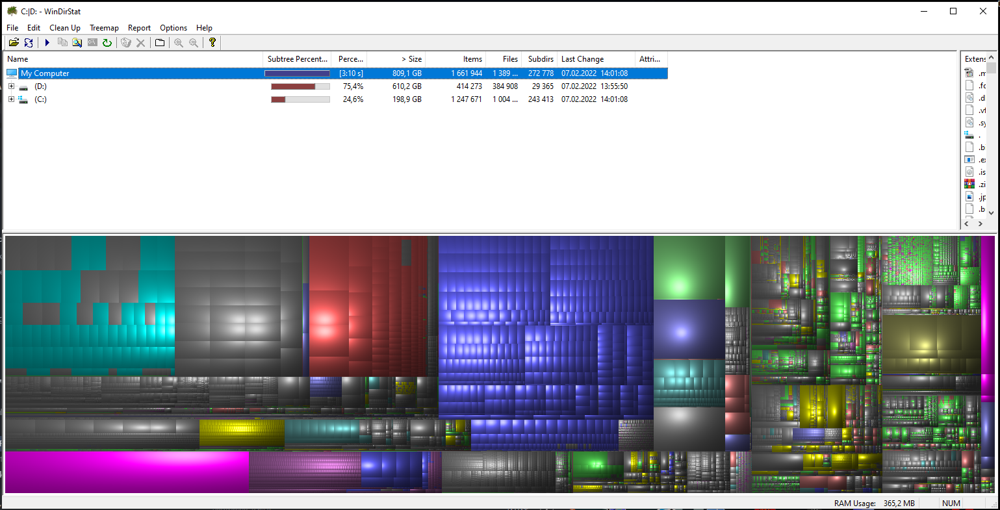 C:|D: - WinDirStat
File Edit Clean Up Treemap Report Options Help
Name Subtree Percent... Perce... > Size Items Files Subdirs Last Change Attri...
My Computer [3:10 s] 809,1 GB 1 661 944 1 389 ... 272 778 07.02.2022 14:01:08
(D:) 75,4% 610,2 GB 414 273 384 908 29 365 07.02.2022 13:55:50
(C:) 24,6% 198,9 GB 1 247 671 1 004 ... 243 413 07.02.2022 14:01:08
Extens
.m
.fc
.d
.vf
.sy
.
.b
.ex
.is
.zi
.jp
.b
RAM Usage: 365,2 MB NUM